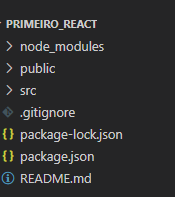 PRIMEIRO_REACT
node_modules
public
src
.gitignore
package-lock.json
package.json
README.md